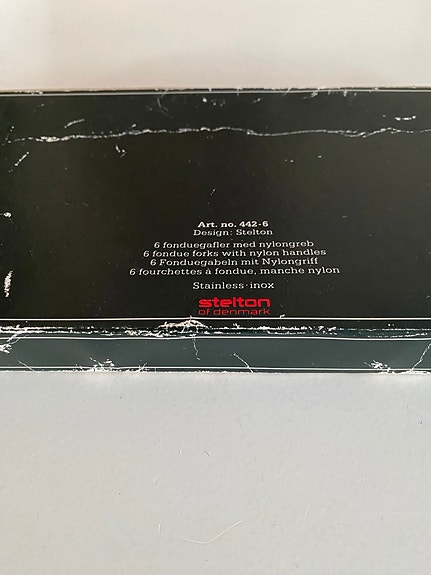 Art. no. 442-6
Design: Stelton
6 fonduegafler med nylongreb
6 fondue forks with nylon handles
6 Fonduegabeln mit Nylongriff
6 fourchettes à fondue, manche nylon
Stainless·inox
stelton
of denmark